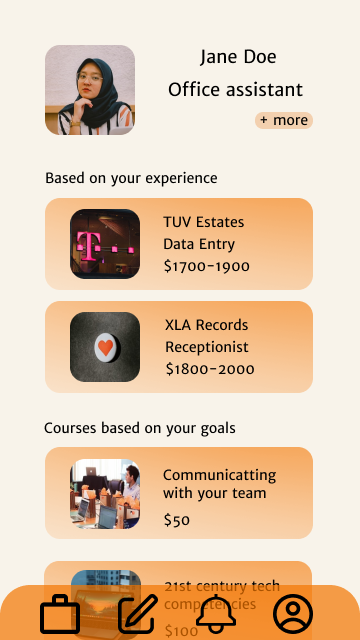 Jane Doe
Office assistant
+ more
Based on your experience
T
TUV Estates
Data Entry
$1700-1900
XLA Records
Receptionist
$1800-2000
Courses based on your goals
Communicatting
with your team
$50
21st century tech
competencies
$100